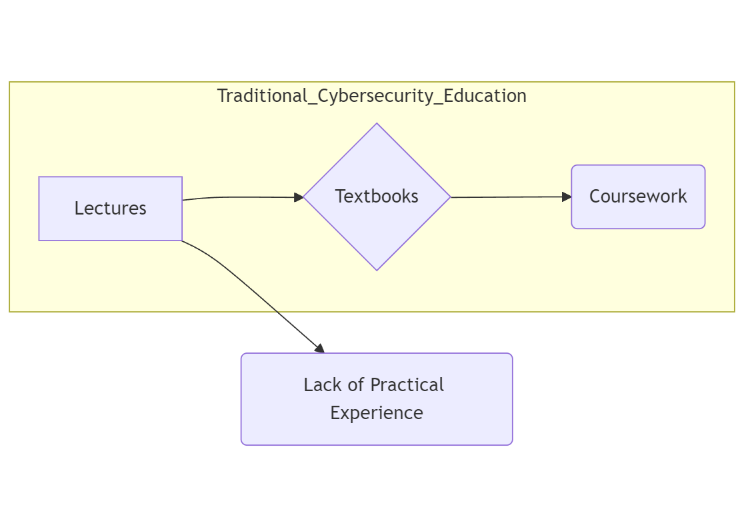 Traditional_Cybersecurity_Education
Lectures
Textbooks
Coursework
Lack of Practical
Experience